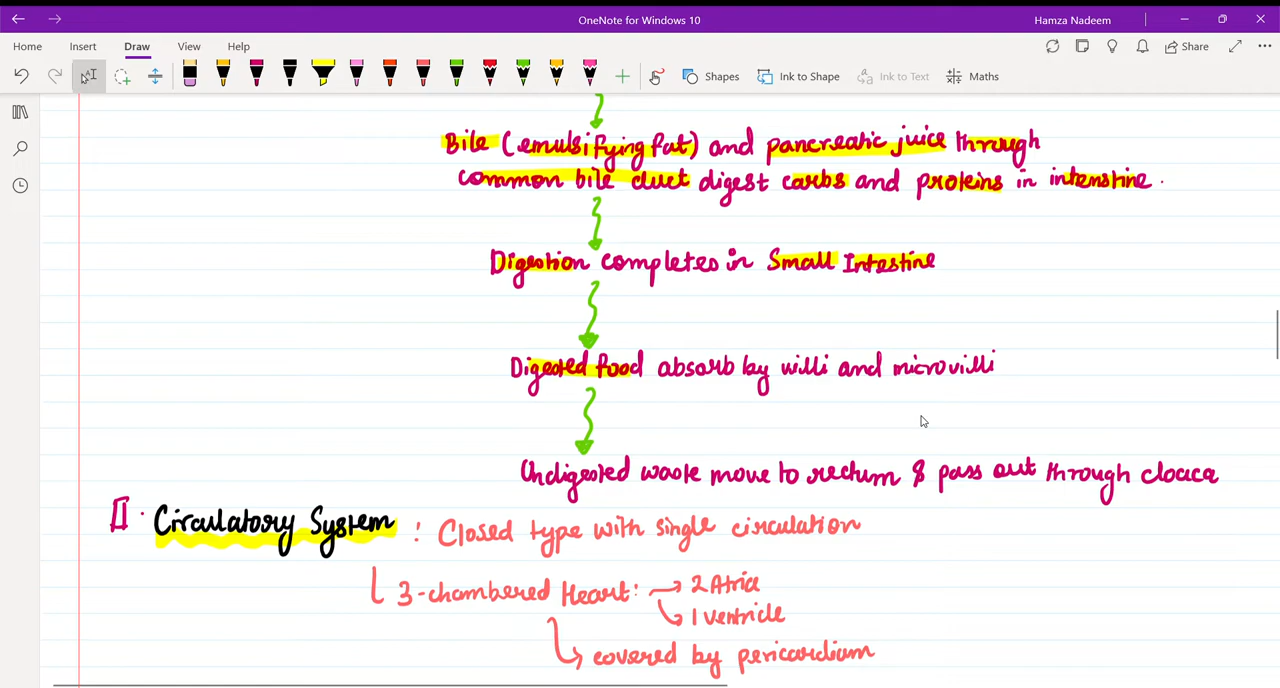 OneNote for Windows 10
Hamza Nadeem
Home Insert Draw View Help
Share
Shapes Ink to Shape Ink to Text Maths
Bile (emulsifying fat) and pancreatic juice through
common bile duct digest carbs and proteins in intenstine.
Digestion completes in Small Intestine
Digested food absorb by willi and microvilli
Undigested waste move to rectum & pass out through cloaca
II. Circulatory System : Closed type with single circulation
3-chambered Heart: → 2 Atria
1 ventricle
covered by pericardium